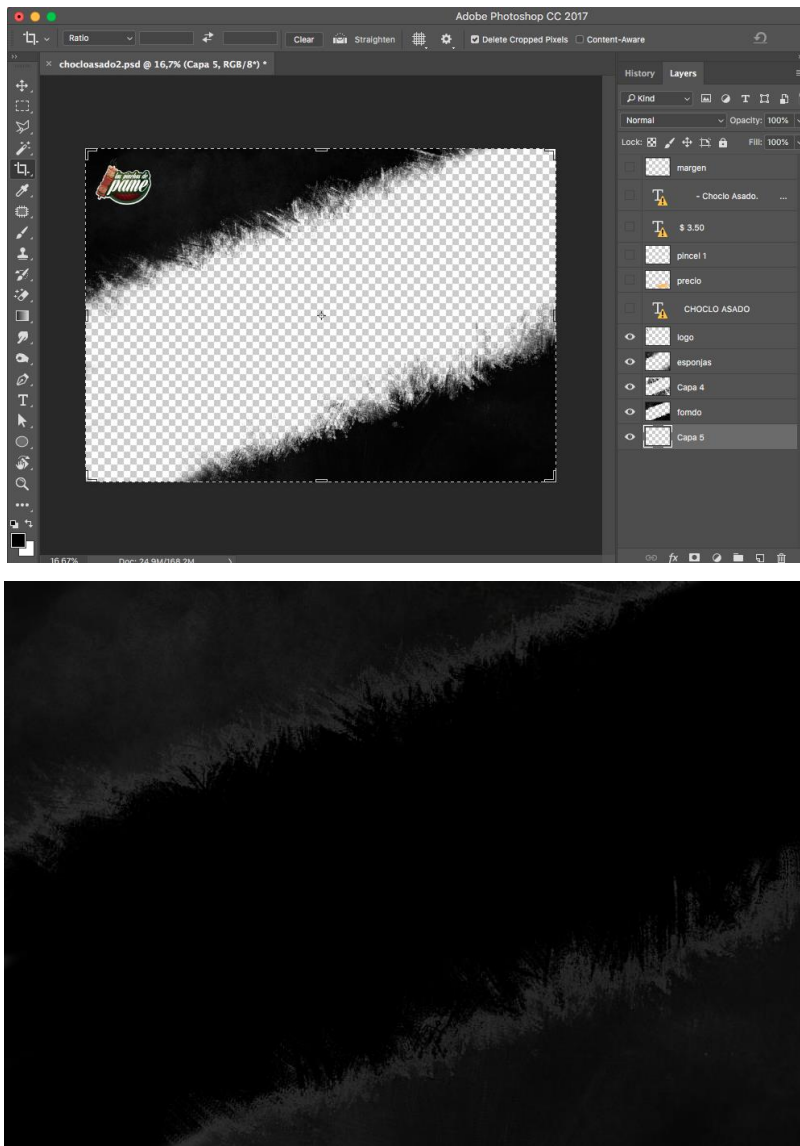 Adobe Photoshop CC 2017
Ratio
Clear
Straighten
Delete Cropped Pixels
Content-Aware
chocloasado2.psd @ 16,7% (Capa 5, RGB/8*) *
History Layers
Kind
Normal
Opacity: 100%
Lock:
Fill: 100%
margen
- Choclo Asado. ...
$ 3.50
pincel 1
precio
CHOCLO ASADO
logo
esponjas
Capa 4
fomdo
Capa 5
pame
16,67%
Doc: 24,9M/168,2M
fx